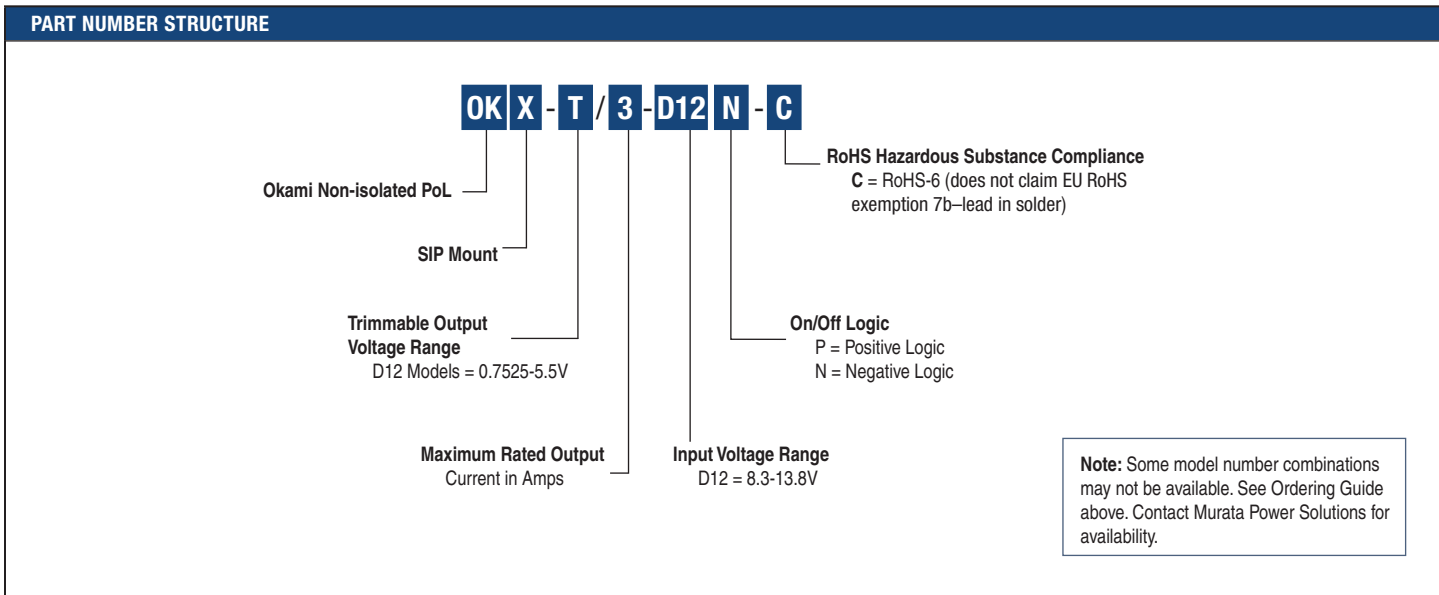 PART NUMBER STRUCTURE
OK X - T / 3 - D12 N - C
RoHS Hazardous Substance Compliance
C = RoHS-6 (does not claim EU RoHS
exemption 7b–lead in solder)
Okami Non-isolated PoL
SIP Mount
Trimmable Output
Voltage Range
D12 Models = 0.7525-5.5V
On/Off Logic
P = Positive Logic
N = Negative Logic
Maximum Rated Output
Current in Amps
Input Voltage Range
D12 = 8.3-13.8V
Note: Some model number combinations
may not be available. See Ordering Guide
above. Contact Murata Power Solutions for
availability.